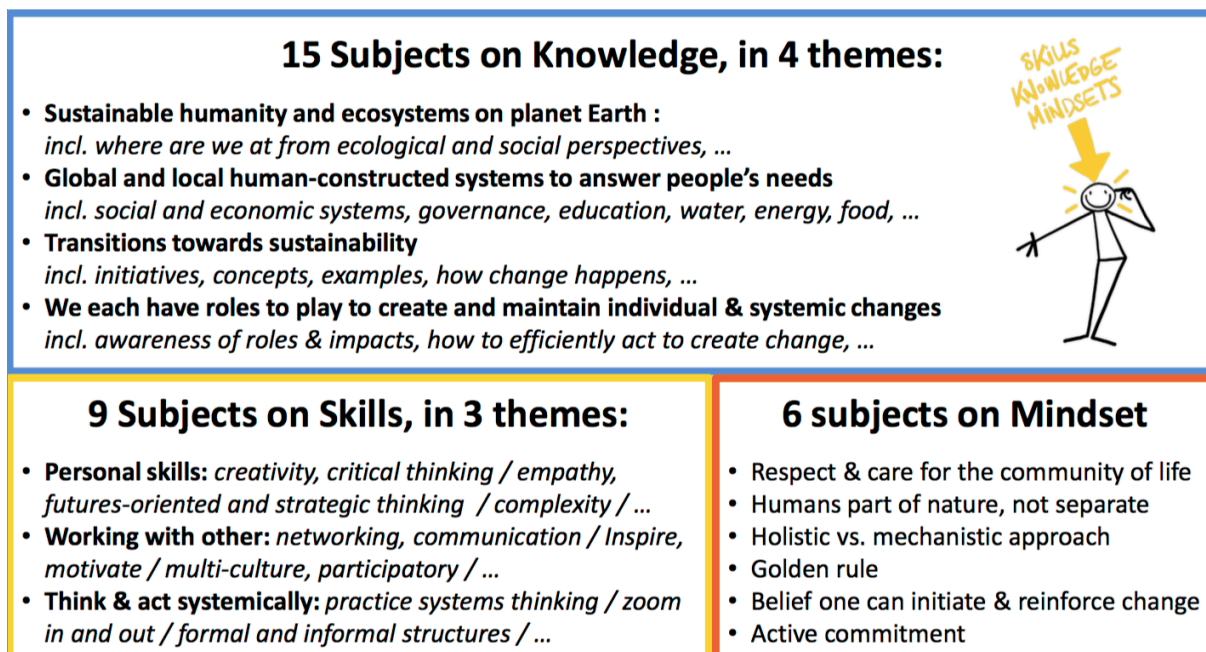 15 Subjects on Knowledge, in 4 themes:
SKILLS
KNOWLEDGE
MINDSETS
• Sustainable humanity and ecosystems on planet Earth :
incl. where are we at from ecological and social perspectives, ...
• Global and local human-constructed systems to answer people's needs
incl. social and economic systems, governance, education, water, energy, food, ...
• Transitions towards sustainability
incl. initiatives, concepts, examples, how change happens, ...
• We each have roles to play to create and maintain individual & systemic changes
incl. awareness of roles & impacts, how to efficiently act to create change, ...
9 Subjects on Skills, in 3 themes:
• Personal skills: creativity, critical thinking / empathy,
futures-oriented and strategic thinking / complexity / ...
• Working with other: networking, communication / Inspire,
motivate / multi-culture, participatory / ...
• Think & act systemically: practice systems thinking / zoom
in and out / formal and informal structures / ...
6 subjects on Mindset
• Respect & care for the community of life
• Humans part of nature, not separate
• Holistic vs. mechanistic approach
• Golden rule
• Belief one can initiate & reinforce change
• Active commitment